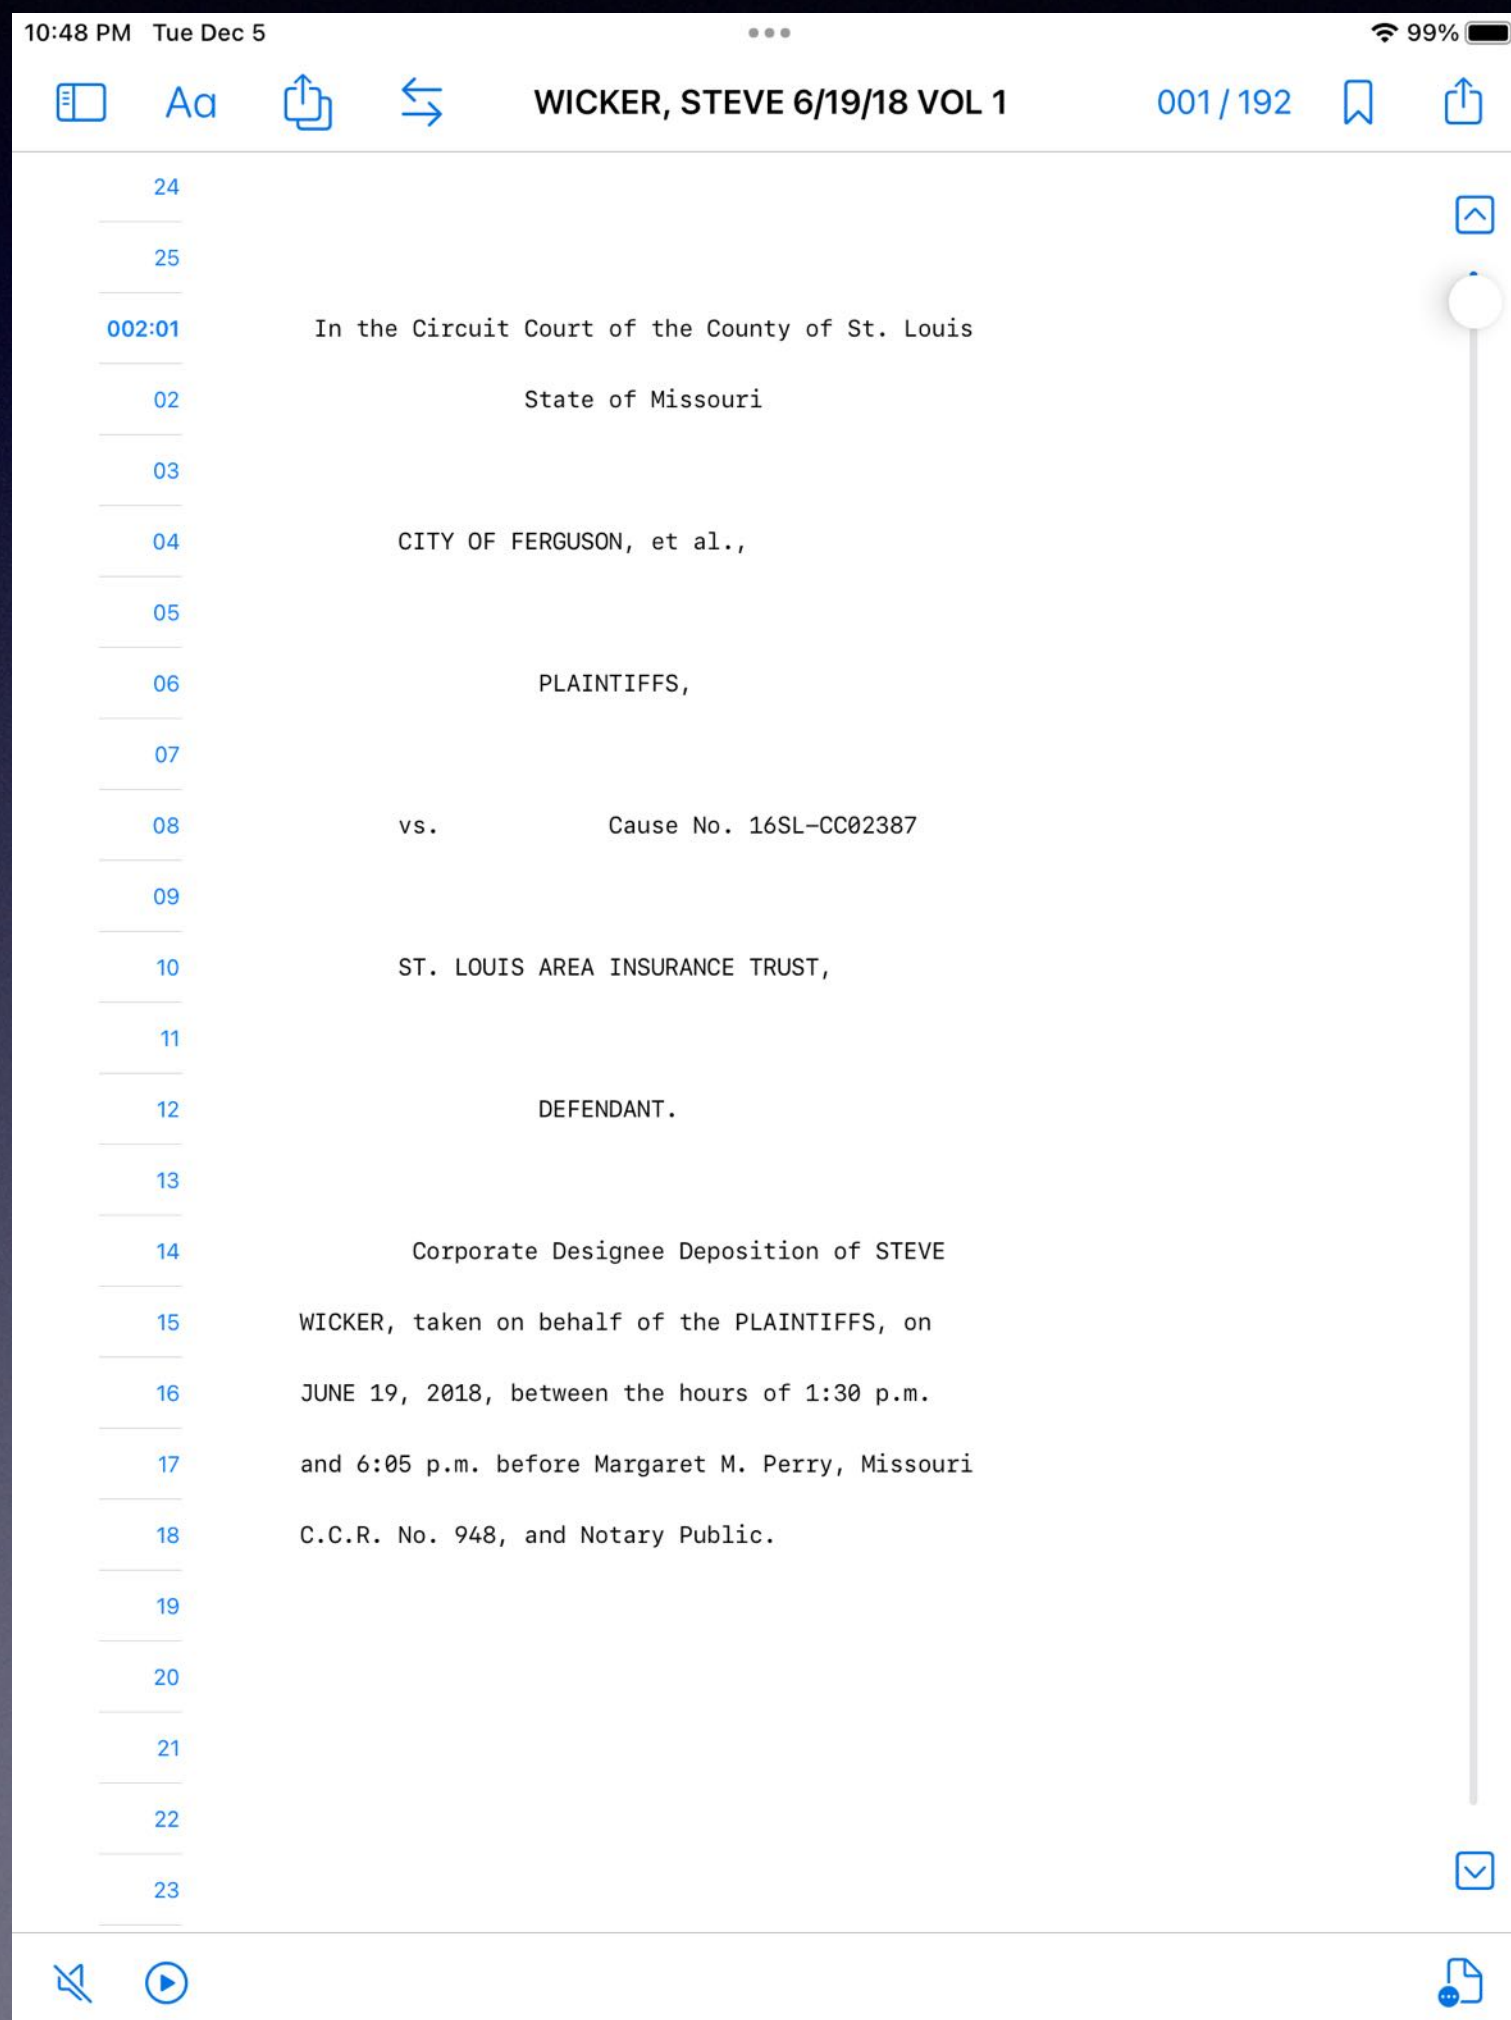 10:48 PM Tue Dec 5 99%
Aa WICKER, STEVE 6/19/18 VOL 1 001 / 192
24
25
002:01 In the Circuit Court of the County of St. Louis
02 State of Missouri
03
04 CITY OF FERGUSON, et al.,
05
06 PLAINTIFFS,
07
08 vs. Cause No. 16SL-CC02387
09
10 ST. LOUIS AREA INSURANCE TRUST,
11
12 DEFENDANT.
13
14 Corporate Designee Deposition of STEVE
15 WICKER, taken on behalf of the PLAINTIFFS, on
16 JUNE 19, 2018, between the hours of 1:30 p.m.
17 and 6:05 p.m. before Margaret M. Perry, Missouri
18 C.C.R. No. 948, and Notary Public.
19
20
21
22
23